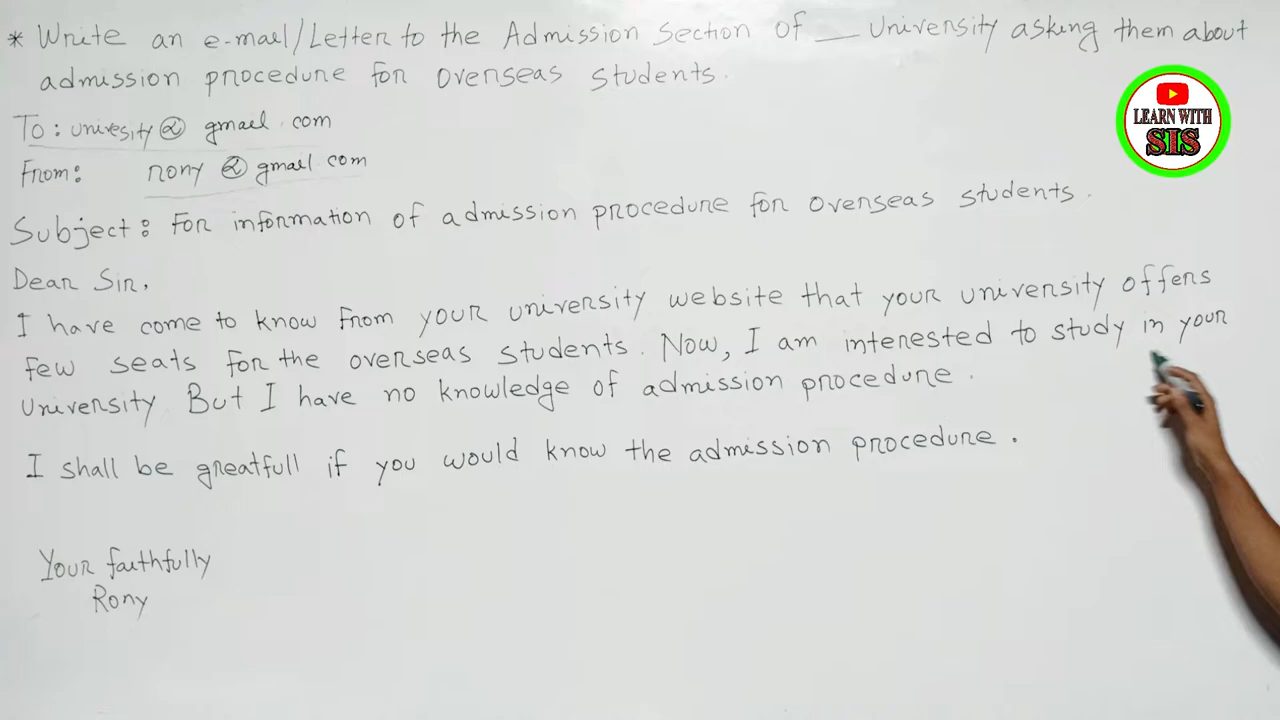 * Write an e-mail/Letter to the Admission Section of __ University asking them about
admission procedure for overseas students.
LEARN WITH
SIS
To: univesity@gmail.com
From: rony@gmail.com
Subject: For information of admission procedure for overseas students.
Dear Sir,
I have come to know from your university website that your university offers
few seats for the overseas students. Now, I am interested to study in your
University But I have no knowledge of admission procedure.
I shall be greatfull if you would know the admission procedure.
Your faithfully
Rony